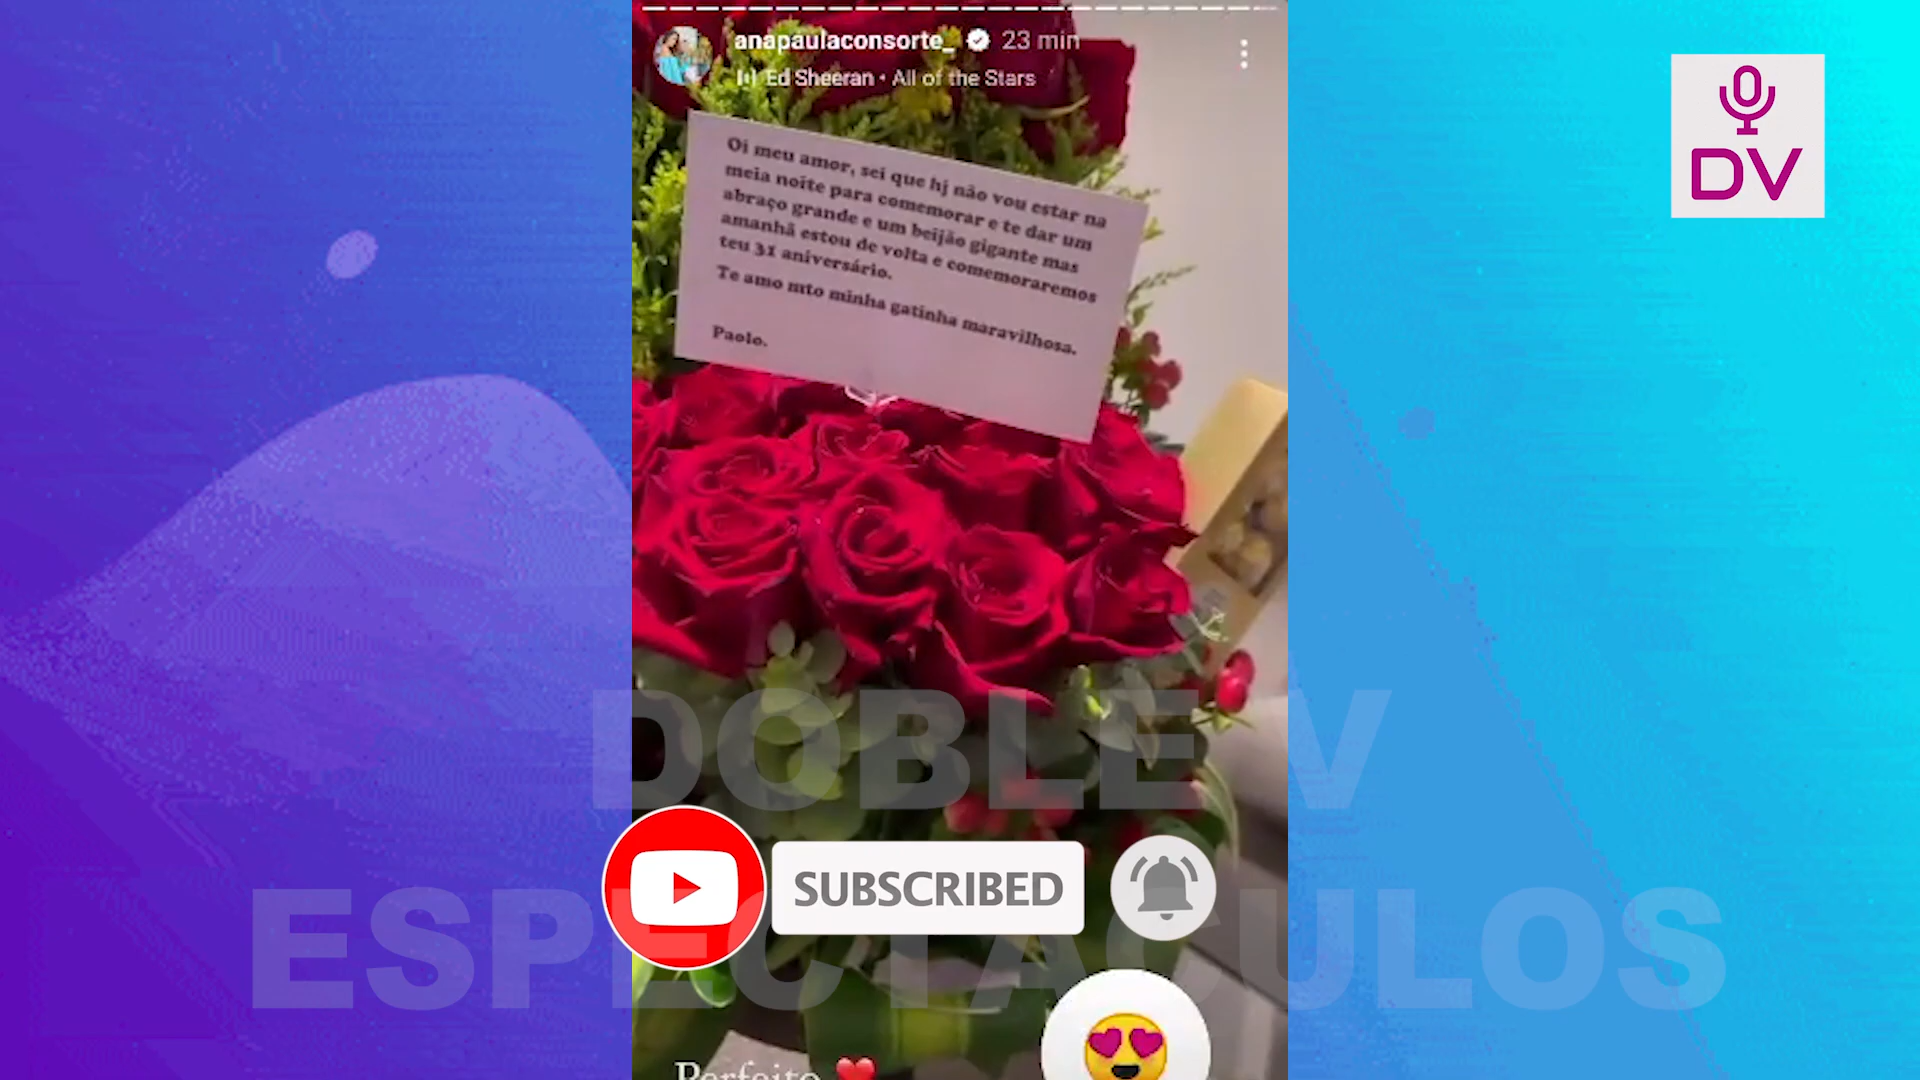 anapaulaconsorte_ 23 min
Ed Sheeran • All of the Stars
DV
Oi meu amor, sei que hj não vou estar na
meia noite para comemorar e te dar um
abraço grande e um beijão gigante mas
amanhã estou de volta e comemoraremos
teu 31 aniversário.
Te amo mto minha gatinha maravilhosa.
Paolo.
DOBLE V
SUBSCRIBED
ESPECTACULOS
Perfeito